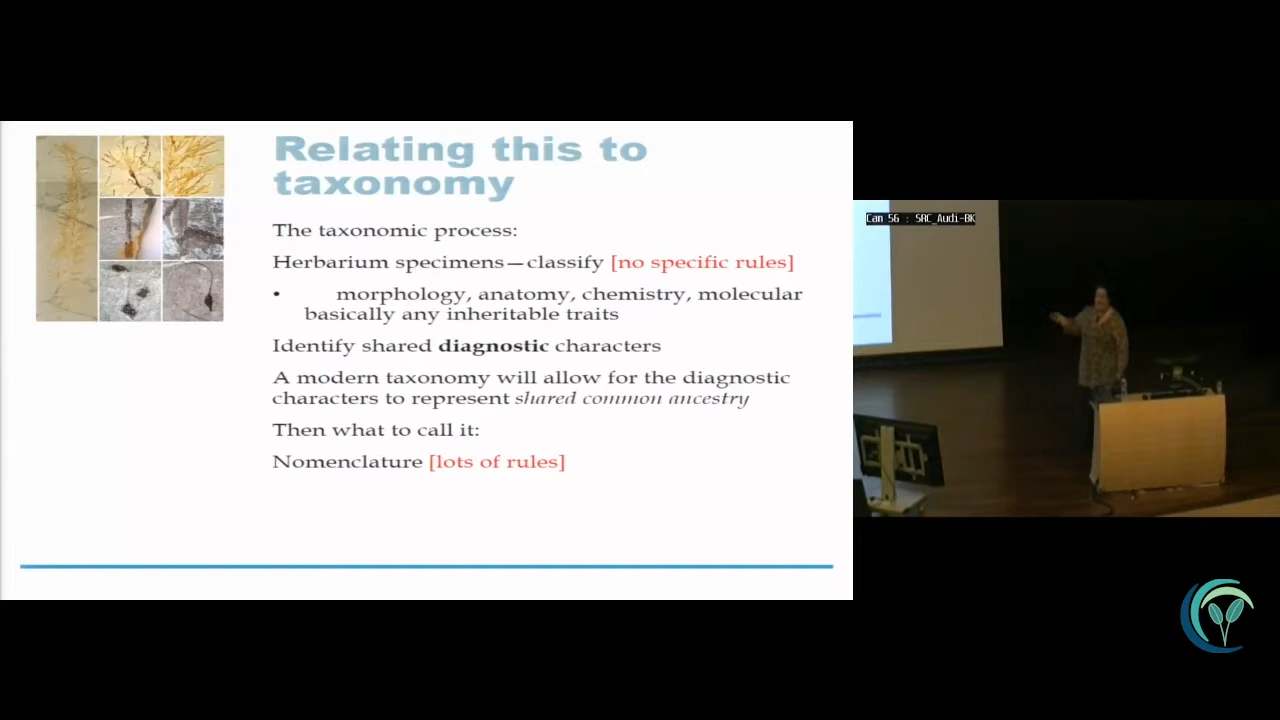 Relating this to
taxonomy
The taxonomic process:
Herbarium specimens—classify [no specific rules]
• morphology, anatomy, chemistry, molecular
basically any inheritable traits
Identify shared diagnostic characters
A modern taxonomy will allow for the diagnostic
characters to represent shared common ancestry
Then what to call it:
Nomenclature [lots of rules]
Cam 56 : SRC_Audi-BK